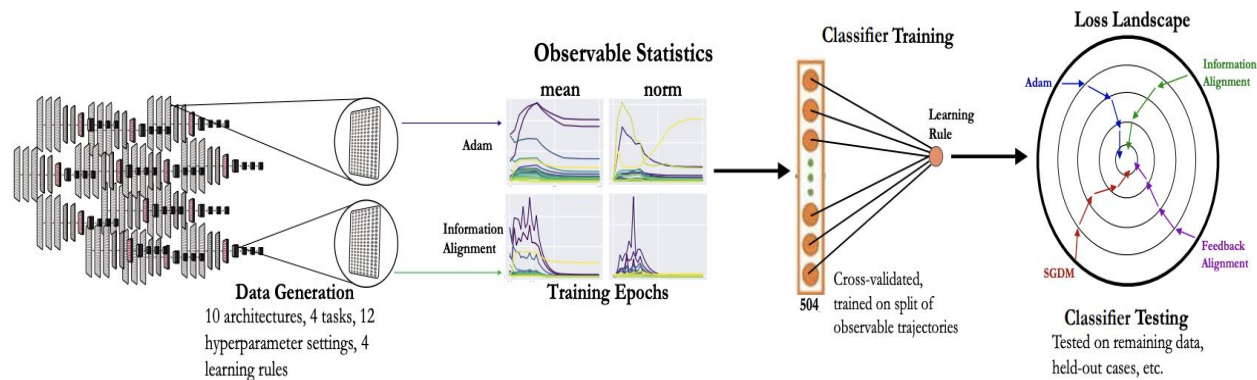 Observable Statistics
mean
norm
Adam
Information
Alignment
Training Epochs
Data Generation
10 architectures, 4 tasks, 12
hyperparameter settings, 4
learning rules
Classifier Training
Learning
Rule
504
Cross-validated,
trained on split of
observable trajectories
Loss Landscape
Adam
Information
Alignment
SGDM
Feedback
Alignment
Classifier Testing
Tested on remaining data,
held-out cases, etc.